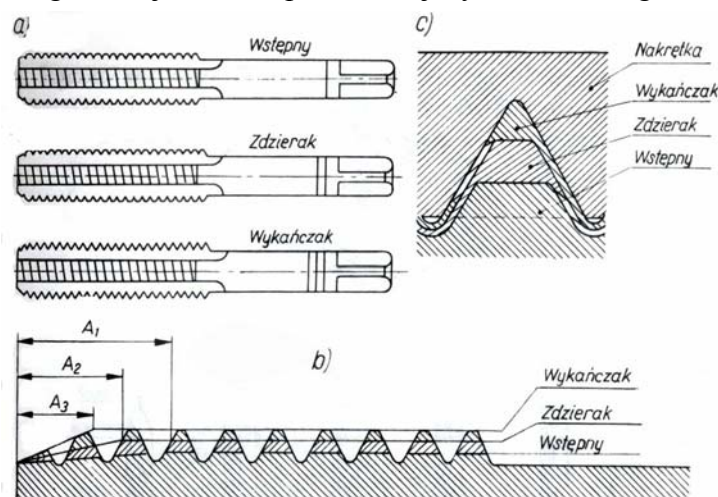 a)
Wstępny
Zdzierak
Wykańczak
c)
Nakrętka
Wykańczak
Zdzierak
Wstępny
b)
A1
A2
A3
Wykańczak
Zdzierak
Wstępny